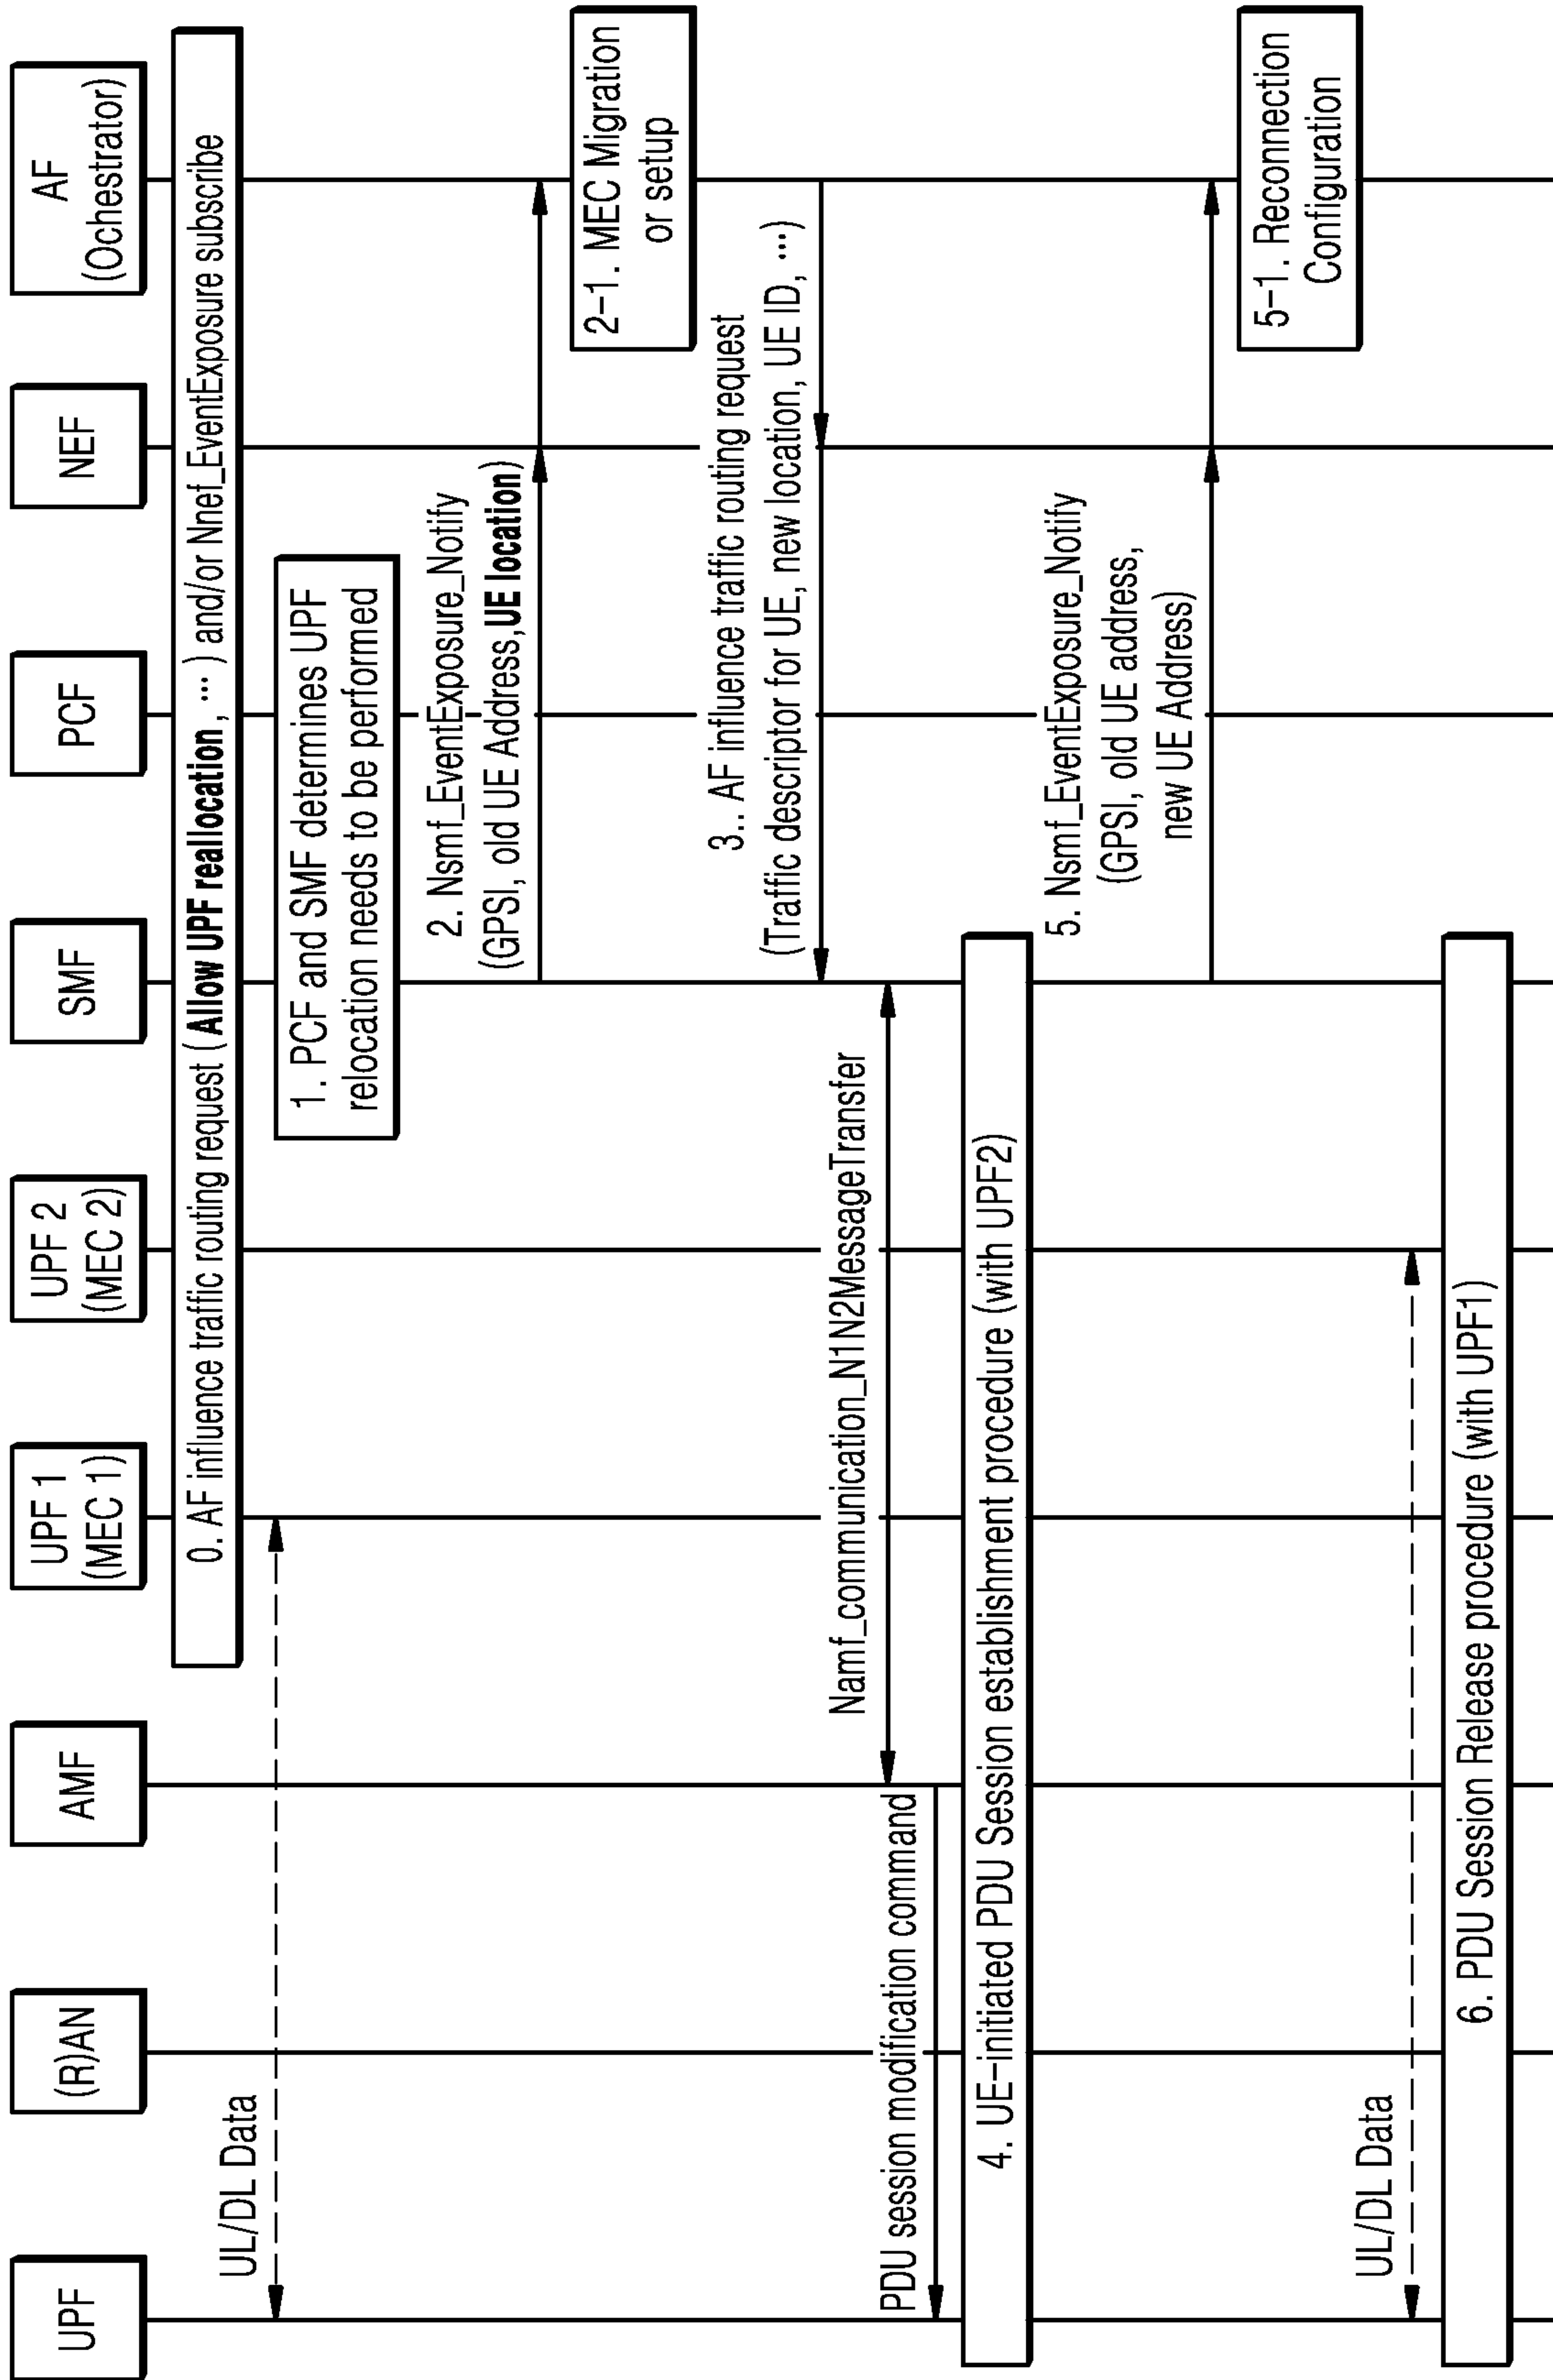 UPF
(R)AN
AMF
UPF 1
(MEC 1)
UPF 2
(MEC 2)
SMF
PCF
NEF
AF
(Ochestrator)
0. AF influence traffic routing request ( Allow UPF reallocation, ··· ) and/or Nnef_EventExposure subscribe
UL/DL Data
1. PCF and SMF determines UPF
relocation needs to be performed
2. Nsmf_EventExposure_Notify
(GPSI, old UE Address,UE location)
2-1. MEC Migration
or setup
3.. AF influence traffic routing request
(Traffic descriptor for UE, new location, UE ID, ···)
Namf_communication_N1N2MessageTransfer
PDU session modification command
4. UE-initiated PDU Session establishment procedure (with UPF2)
5. Nsmf_EventExposure_Notify
(GPSI, old UE address,
new UE Address)
5-1. Reconnection
Configuration
UL/DL Data
6. PDU Session Release procedure (with UPF1)